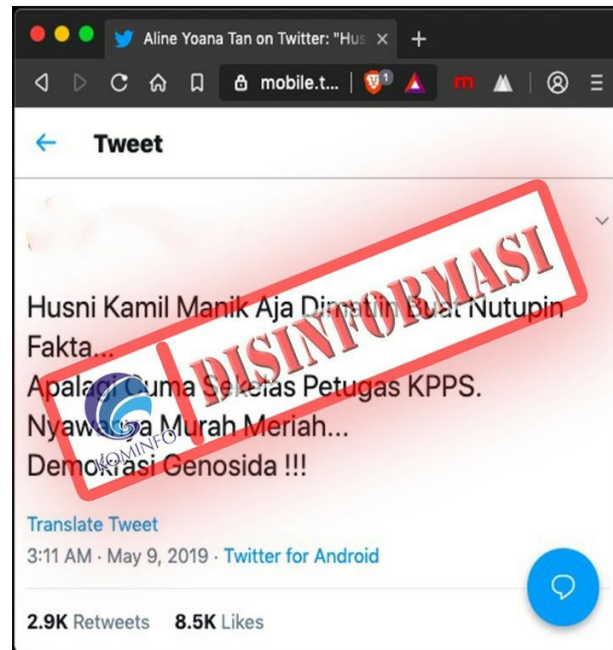 Aline Yoana Tan on Twitter: "Hus
mobile.t...
1
Tweet
Husni Kamil Manik Aja Dimatiin Buat Nutupin
Fakta...
Apalagi Cuma Sekelas Petugas KPPS.
Nyawanya Murah Meriah...
Demokrasi Genosida !!!
DISINFORMASI
KOMINFO
Translate Tweet
3:11 AM · May 9, 2019 · Twitter for Android
2.9K Retweets 8.5K Likes